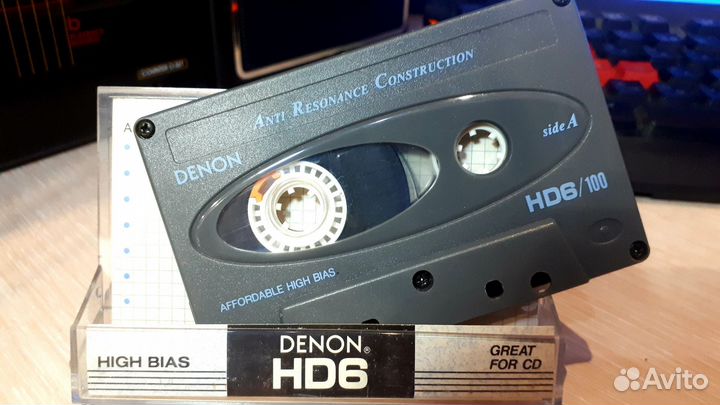 ANTI RESONANCE CONSTRUCTION
A
DENON
side A
HD6/100
AFFORDABLE HIGH BIAS
HIGH BIAS
DENON®
HD6
GREAT
FOR CD
Avito